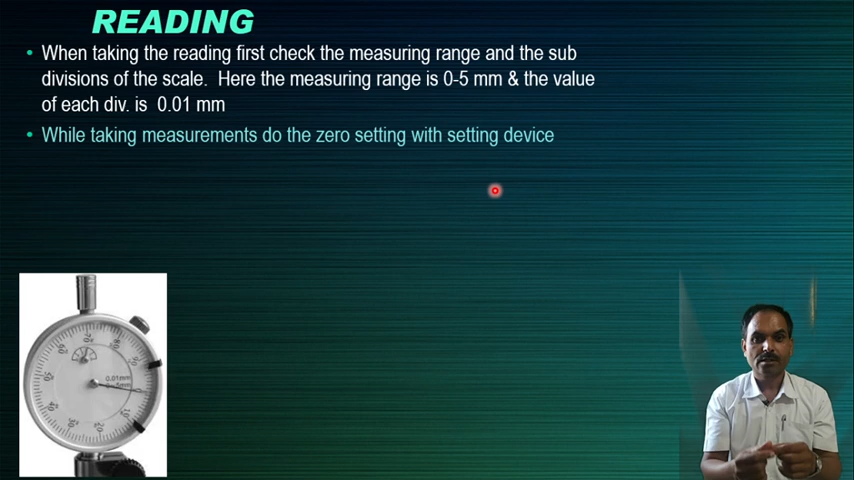 READING
• When taking the reading first check the measuring range and the sub
divisions of the scale. Here the measuring range is 0-5 mm & the value
of each div. is 0.01 mm
• While taking measurements do the zero setting with setting device
0.01mm